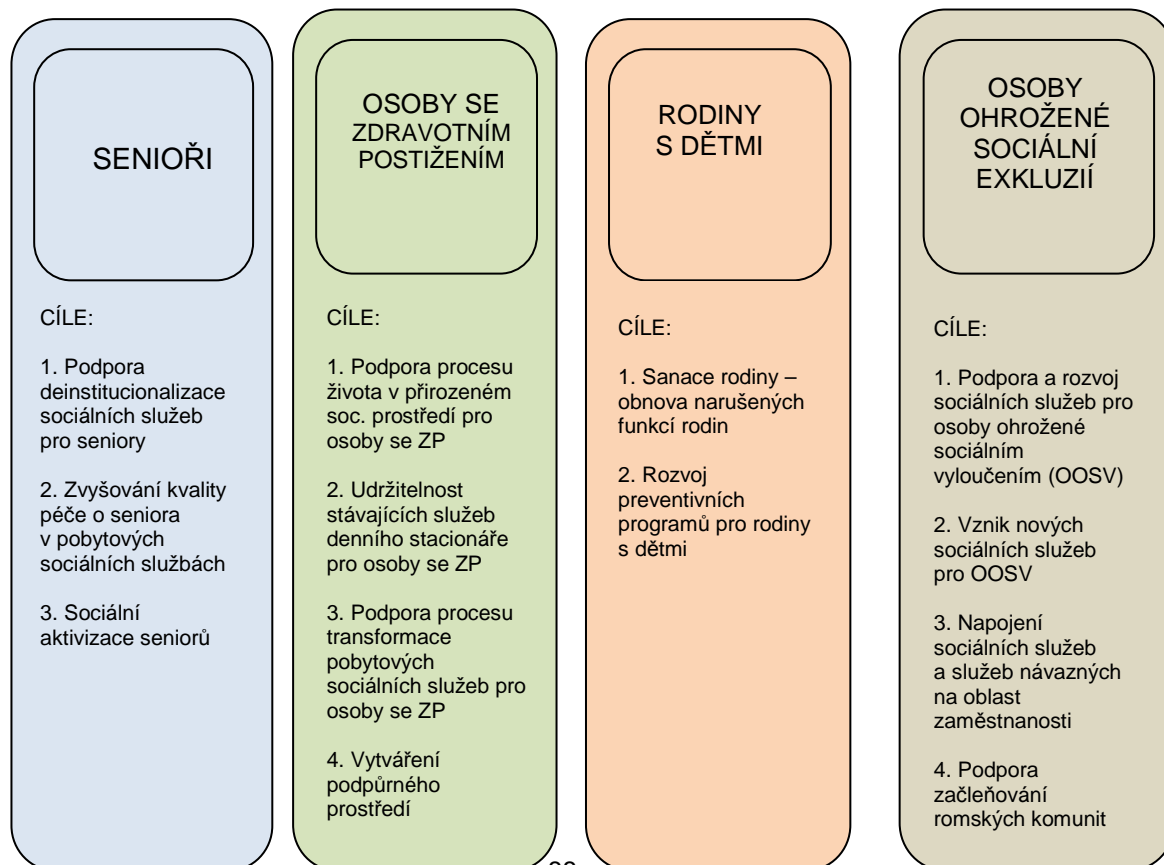 SENIOŘI
CÍLE:
1. Podpora
deinstitucionalizace
sociálních služeb
pro seniory
2. Zvyšování kvality
péče o seniora
v pobytových
sociálních službách
3. Sociální
aktivizace seniorů
OSOBY SE
ZDRAVOTNÍM
POSTIŽENÍM
CÍLE:
1. Podpora procesu
života v přirozeném
soc. prostředí pro
osoby se ZP
2. Udržitelnost
stávajících služeb
denního stacionáře
pro osoby se ZP
3. Podpora procesu
transformace
pobytových
sociálních služeb pro
osoby se ZP
4. Vytváření
podpůrného
prostředí
RODINY
S DĚTMI
CÍLE:
1. Sanace rodiny –
obnova narušených
funkcí rodin
2. Rozvoj
preventivních
programů pro rodiny
s dětmi
OSOBY
OHROŽENÉ
SOCIÁLNÍ
EXKLUZIÍ
CÍLE:
1. Podpora a rozvoj
sociálních služeb pro
osoby ohrožené
sociálním
vyloučením (OOSV)
2. Vznik nových
sociálních služeb
pro OOSV
3. Napojení
sociálních služeb
a služeb návazných
na oblast
zaměstnanosti
4. Podpora
začleňování
romských komunit